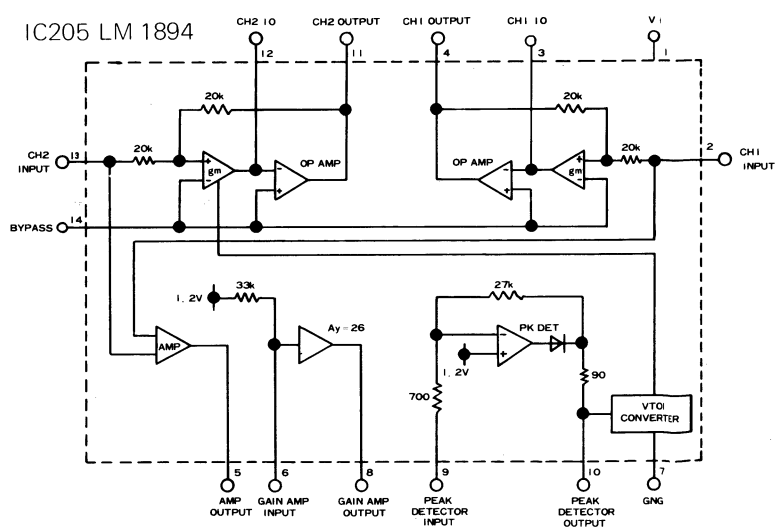 IC205 LM 1894
CH2 IO
CH2 OUTPUT
CH1 OUTPUT
CH1 IO
V i
12
11
4
3
1
20k
20k
CH2
INPUT
13
20k
gm
OP AMP
OP AMP
gm
20k
2
CH1
INPUT
BYPASS
14
33k
1.2V
AMP
Ay = 26
27k
PK DET
1.2V
700
90
VTOI
CONVERTER
5
6
8
9
10
7
AMP
OUTPUT
GAIN AMP
INPUT
GAIN AMP
OUTPUT
PEAK
DETECTOR
INPUT
PEAK
DETECTOR
OUTPUT
GNG